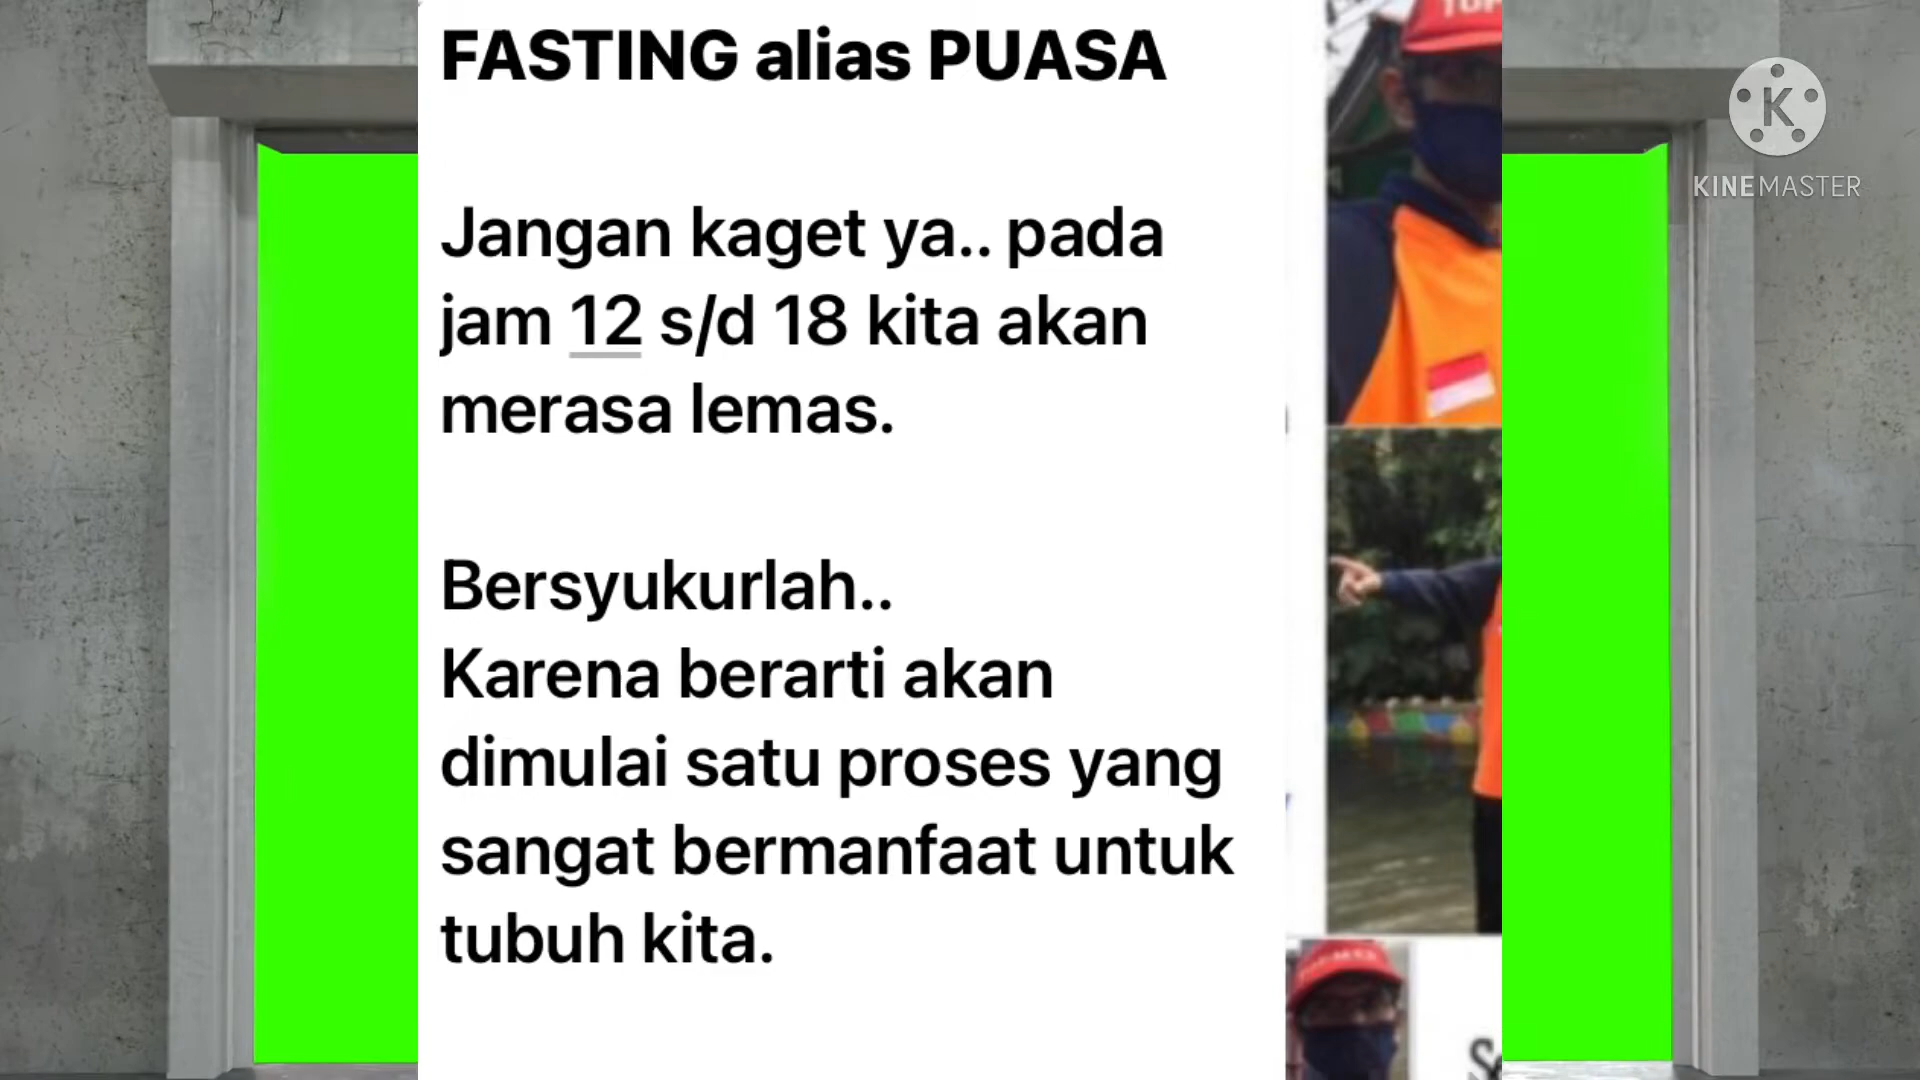 FASTING alias PUASA
Jangan kaget ya.. pada
jam 12 s/d 18 kita akan
merasa lemas.
Bersyukurlah..
Karena berarti akan
dimulai satu proses yang
sangat bermanfaat untuk
tubuh kita.
K
KINEMASTER